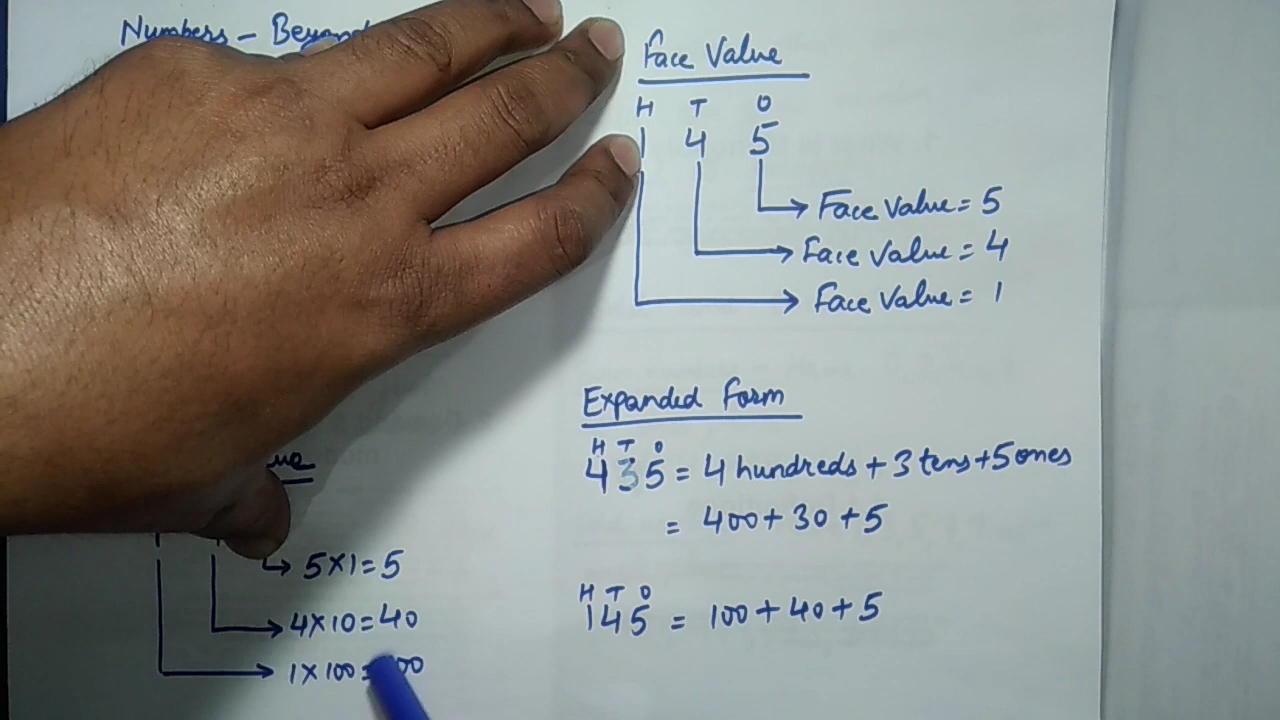 Numbers -
Face Value
H T O
1 4 5
Face Value = 5
Face Value = 4
Face Value = 1
Expanded Form
H T O
435 = 4 hundreds + 3 tens + 5 ones
= 400 + 30 + 5
H T O
145 = 100 + 40 + 5
5 × 1 = 5
4 × 10 = 40
1 × 100 =